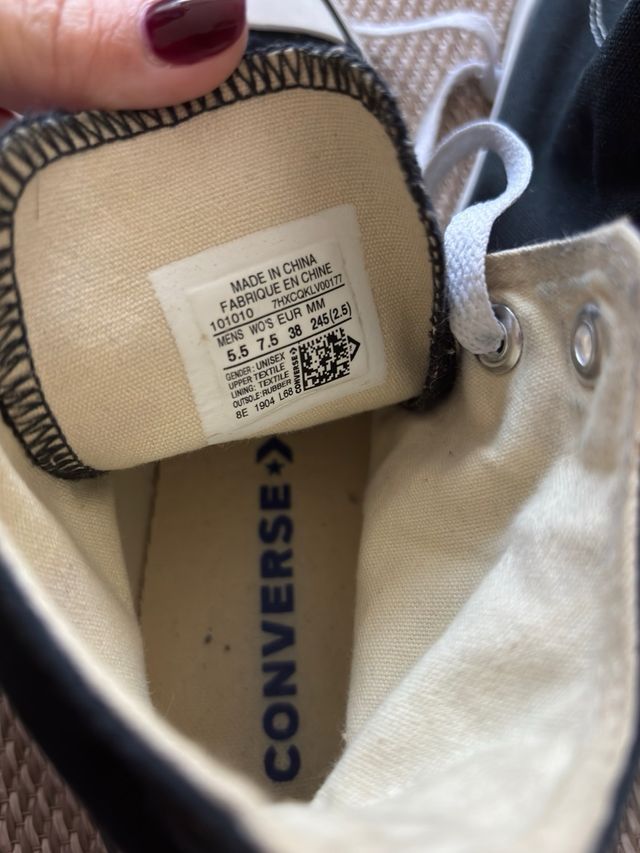 MADE IN CHINA
FABRIQUE EN CHINE
101010 7HXCQKLV00177
MENS WO'S EUR MM
5.5 7.5 38 245(2.5)
GENDER: UNISEX
UPPER: TEXTILE
LINING: TEXTILE
OUTSOLE: RUBBER
8E 1904 L68
CONVERSE
CONVERSE